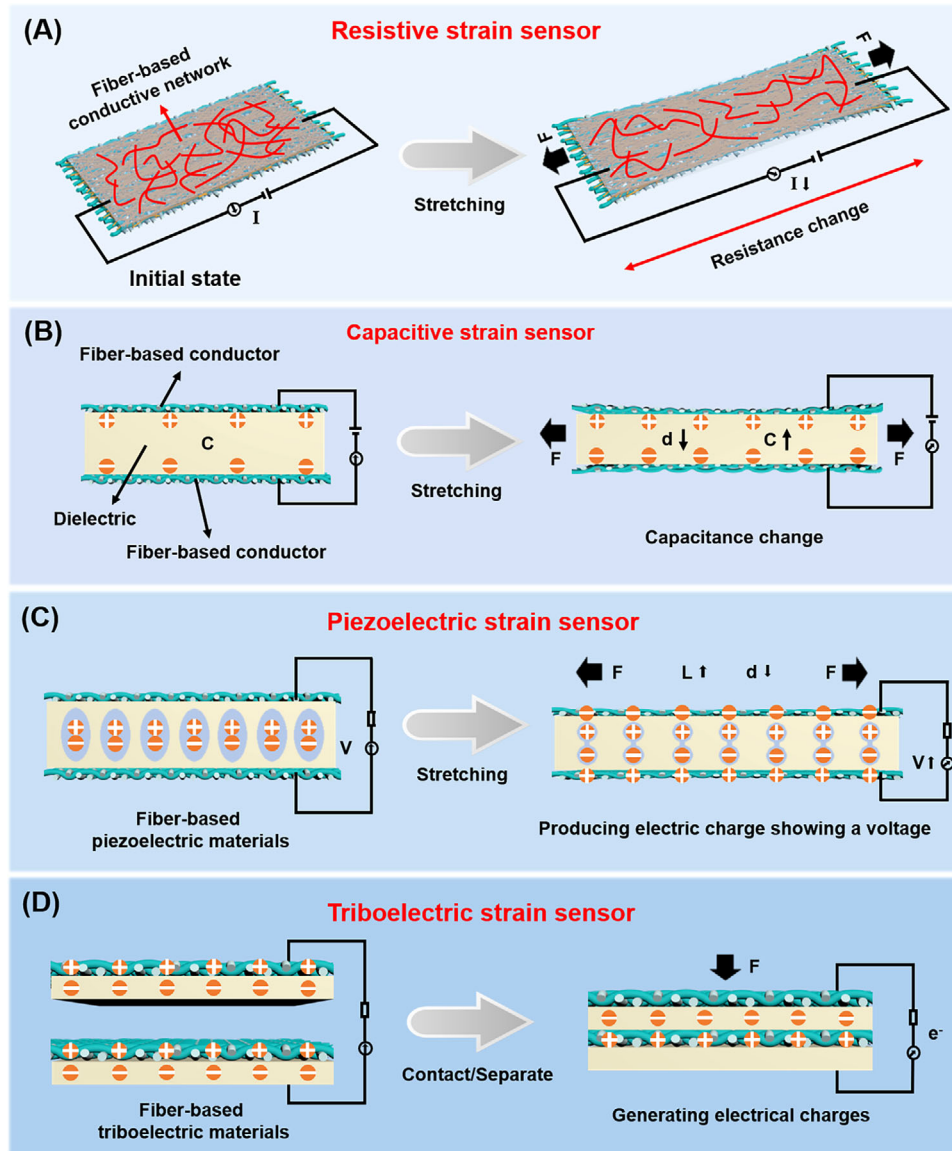 (A)
Resistive strain sensor
Fiber-based
conductive network
I
Initial state
Stretching
F
F
I↓
Resistance change
(B)
Capacitive strain sensor
Fiber-based conductor
C
Dielectric
Fiber-based conductor
Stretching
F
d↓
C↑
F
Capacitance change
(C)
Piezoelectric strain sensor
V
Fiber-based
piezoelectric materials
Stretching
F
L↑
d↓
F
V↑
Producing electric charge showing a voltage
(D)
Triboelectric strain sensor
Fiber-based
triboelectric materials
Contact/Separate
F
e⁻
Generating electrical charges